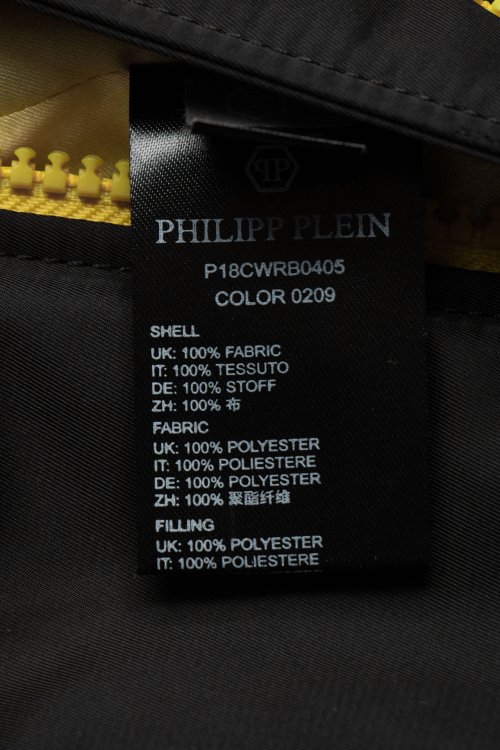 PHILIPP PLEIN
P18CWRB0405
COLOR 0209
SHELL
UK: 100% FABRIC
IT: 100% TESSUTO
DE: 100% STOFF
ZH: 100% 布
FABRIC
UK: 100% POLYESTER
IT: 100% POLIESTERE
DE: 100% POLYESTER
ZH: 100% 聚酯纤维
FILLING
UK: 100% POLYESTER
IT: 100% POLIESTERE